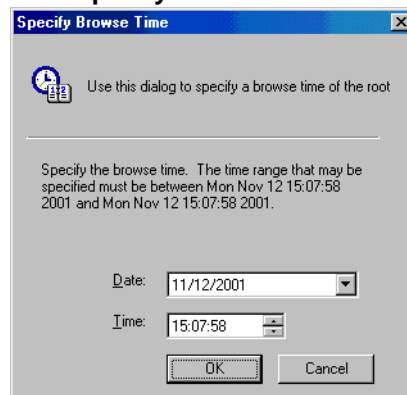 Specify Browse Time
Use this dialog to specify a browse time of the root
Specify the browse time. The time range that may be
specified must be between Mon Nov 12 15:07:58
2001 and Mon Nov 12 15:07:58 2001.
Date: 11/12/2001
Time: 15:07:58
OK Cancel